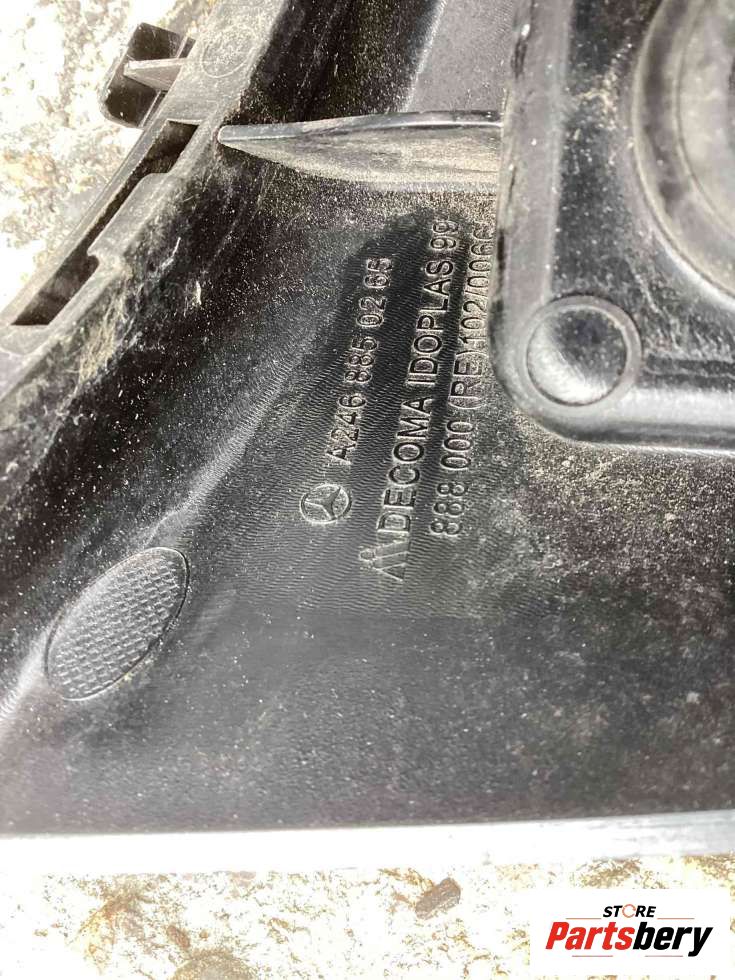 A246 885 02 65
DECOMA IDOPLAS 99
888 000 (RE)102/0066
STORE
Partsbery